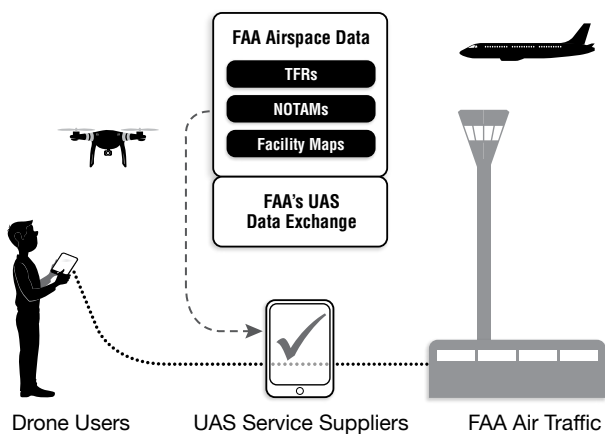 FAA Airspace Data
TFRs
NOTAMs
Facility Maps
FAA's UAS
Data Exchange
Drone Users
UAS Service Suppliers
FAA Air Traffic